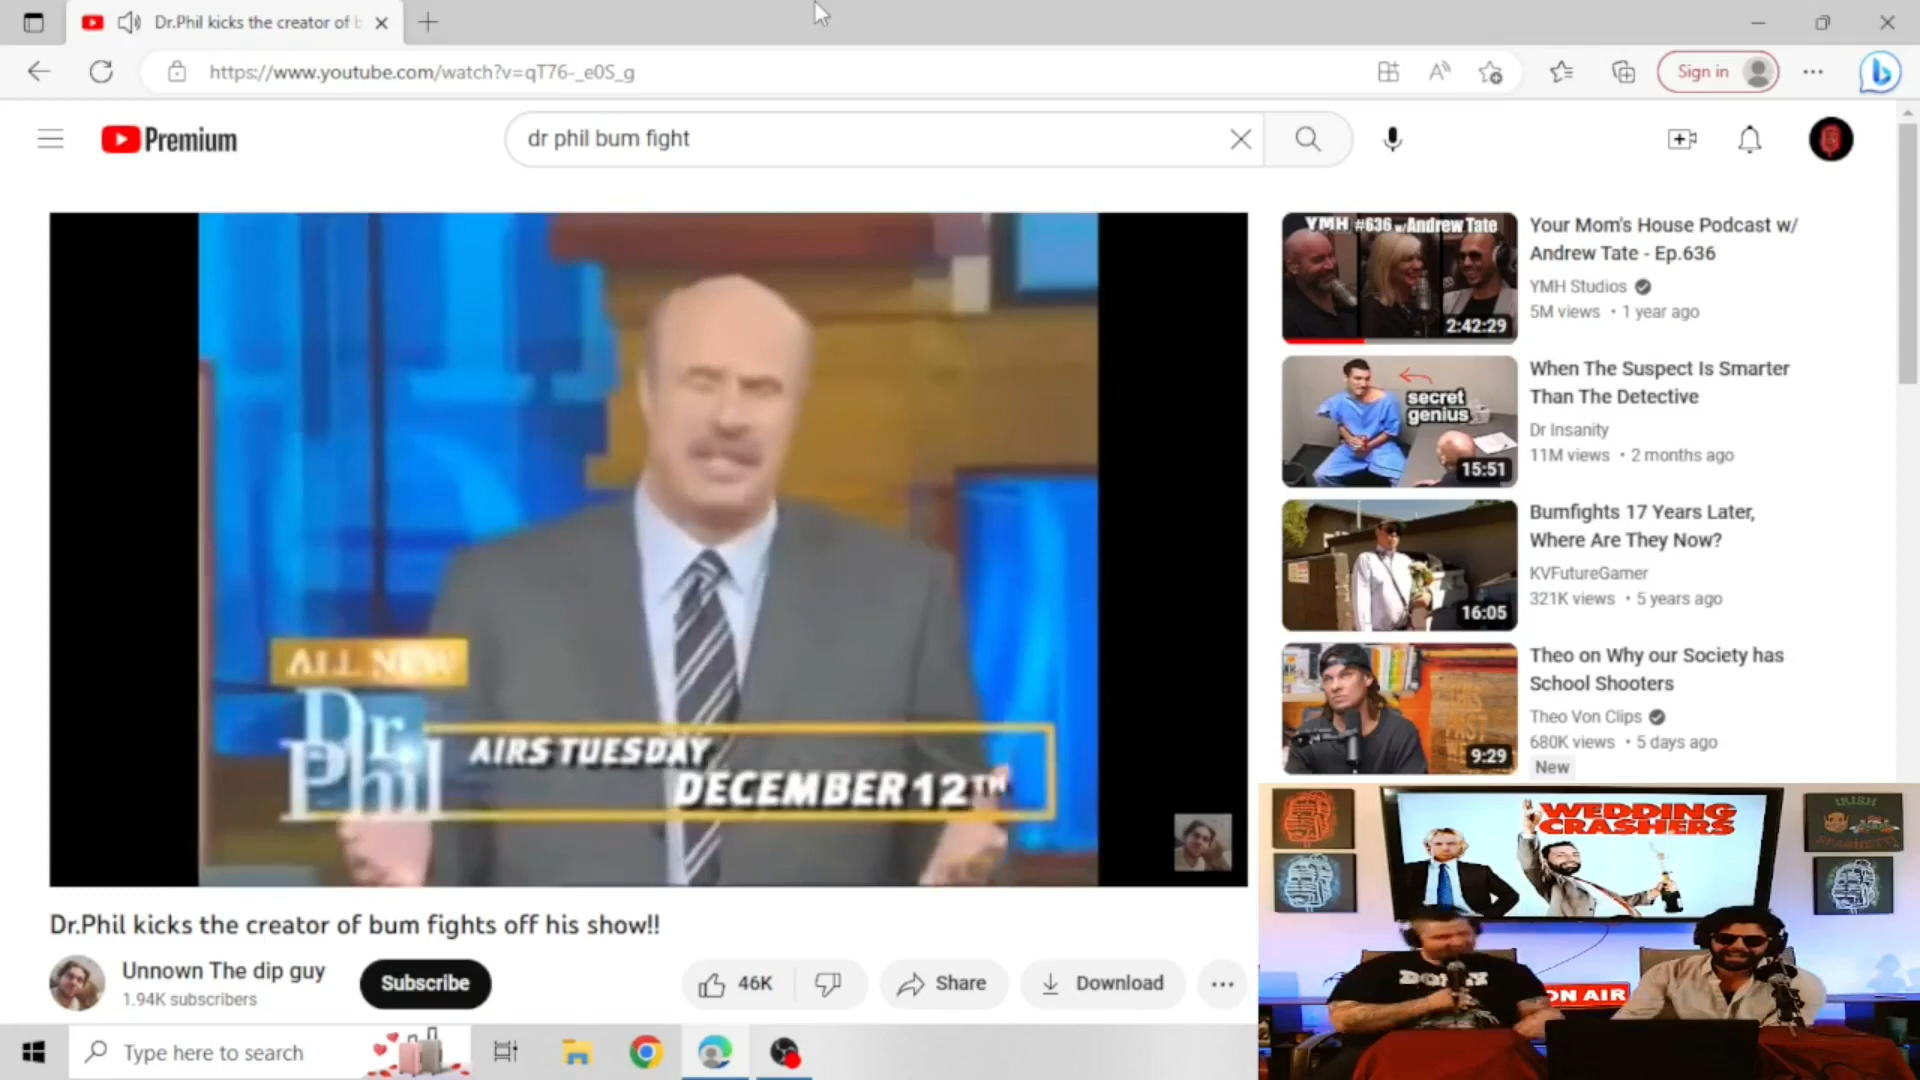 Dr.Phil kicks the creator of b
https://www.youtube.com/watch?v=qT76-_e0S_g
Sign in
Premium
dr phil bum fight
ALL NEW
Dr.
Phil
AIRS TUESDAY
DECEMBER 12TH
Dr.Phil kicks the creator of bum fights off his show!!
Unnown The dip guy
1.94K subscribers
Subscribe
46K
Share
Download
YMH #636 w/Andrew Tate
2:42:29
Your Mom's House Podcast w/
Andrew Tate - Ep.636
YMH Studios
5M views • 1 year ago
secret
genius
15:51
When The Suspect Is Smarter
Than The Detective
Dr Insanity
11M views • 2 months ago
16:05
Bumfights 17 Years Later,
Where Are They Now?
KVFutureGamer
321K views • 5 years ago
9:29
Theo on Why our Society has
School Shooters
Theo Von Clips
680K views • 5 days ago
New
WEDDING
CRASHERS
IRISH
SPAGHETTI
ON AIR
Type here to search